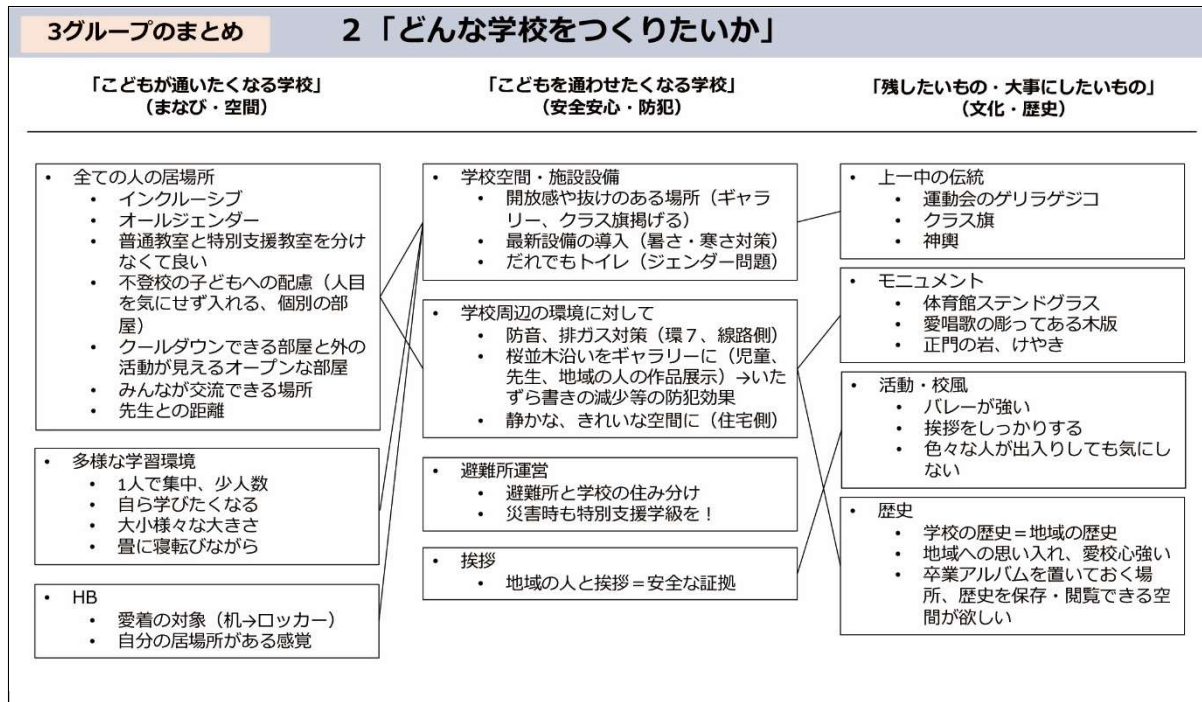 3グループのまとめ
2「どんな学校をつくりたいか」
「こどもが通いたくなる学校」
(まなび・空間)
• 全ての人の居場所
• インクルーシブ
• オールジェンダー
• 普通教室と特別支援教室を分け
なくて良い
• 不登校の子どもへの配慮(人目
を気にせず入れる、個別の部
屋)
• クールダウンできる部屋と外の
活動が見えるオープンな部屋
• みんなが交流できる場所
• 先生との距離
• 多様な学習環境
• 1人で集中、少人数
• 自ら学びたくなる
• 大小様々な大きさ
• 畳に寝転びながら
• HB
• 愛着の対象(机→ロッカー)
• 自分の居場所がある感覚
「こどもを通わせたくなる学校」
(安全安心・防犯)
• 学校空間・施設設備
• 開放感や抜けのある場所(ギャラ
リー、クラス旗掲げる)
• 最新設備の導入(暑さ・寒さ対策)
• だれでもトイレ(ジェンダー問題)
• 学校周辺の環境に対して
• 防音、排ガス対策(環7、線路側)
• 桜並木沿いをギャラリーに(児童、
先生、地域の人の作品展示)→いた
ずら書きの減少等の防犯効果
• 静かな、きれいな空間に(住宅側)
• 避難所運営
• 避難所と学校の住み分け
• 災害時も特別支援学級を!
• 挨拶
• 地域の人と挨拶=安全な証拠
「残したいもの・大事にしたいもの」
(文化・歴史)
• 上一中の伝統
• 運動会のゲリラゲジコ
• クラス旗
• 神輿
• モニュメント
• 体育館ステンドグラス
• 愛唱歌の彫ってある木版
• 正門の岩、けやき
• 活動・校風
• バレーが強い
• 挨拶をしっかりする
• 色々な人が出入りしても気にし
ない
• 歴史
• 学校の歴史=地域の歴史
• 地域への思い入れ、愛校心強い
• 卒業アルバムを置いておく場
所、歴史を保存・閲覧できる空
間が欲しい